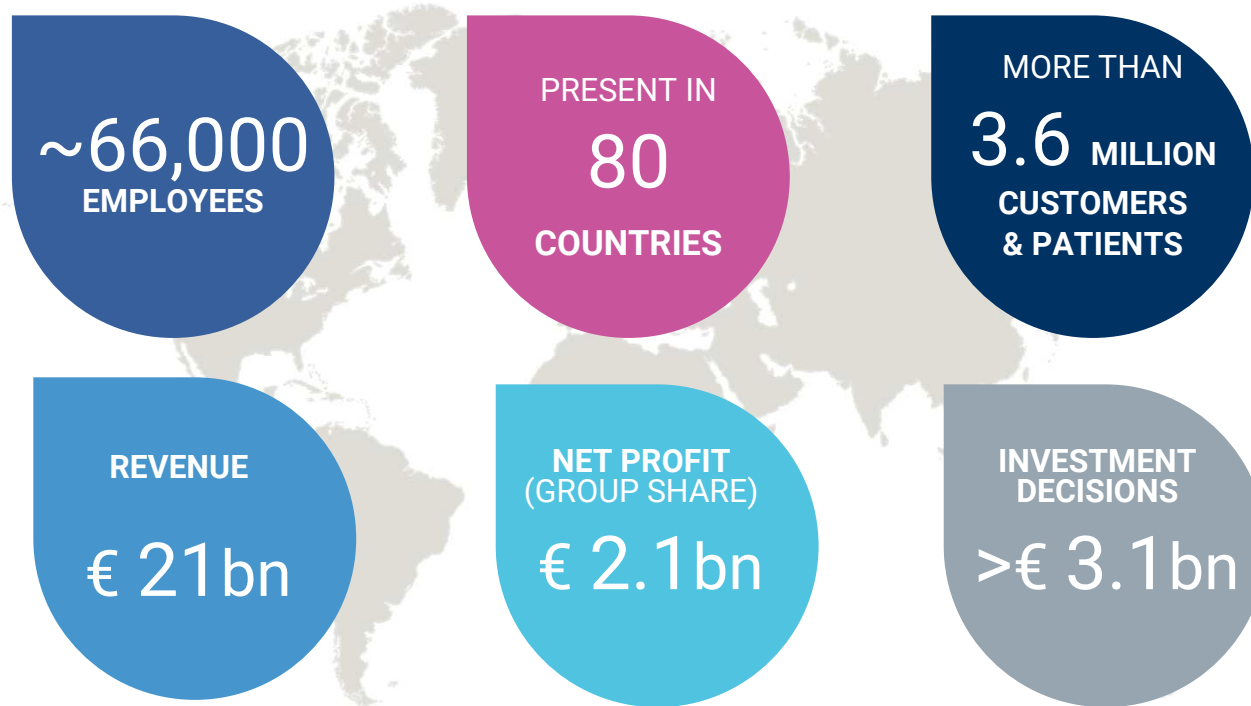 ~66,000
EMPLOYEES
PRESENT IN
80
COUNTRIES
MORE THAN
3.6 MILLION
CUSTOMERS
& PATIENTS
REVENUE
€ 21bn
NET PROFIT
(GROUP SHARE)
€ 2.1bn
INVESTMENT
DECISIONS
>€ 3.1bn